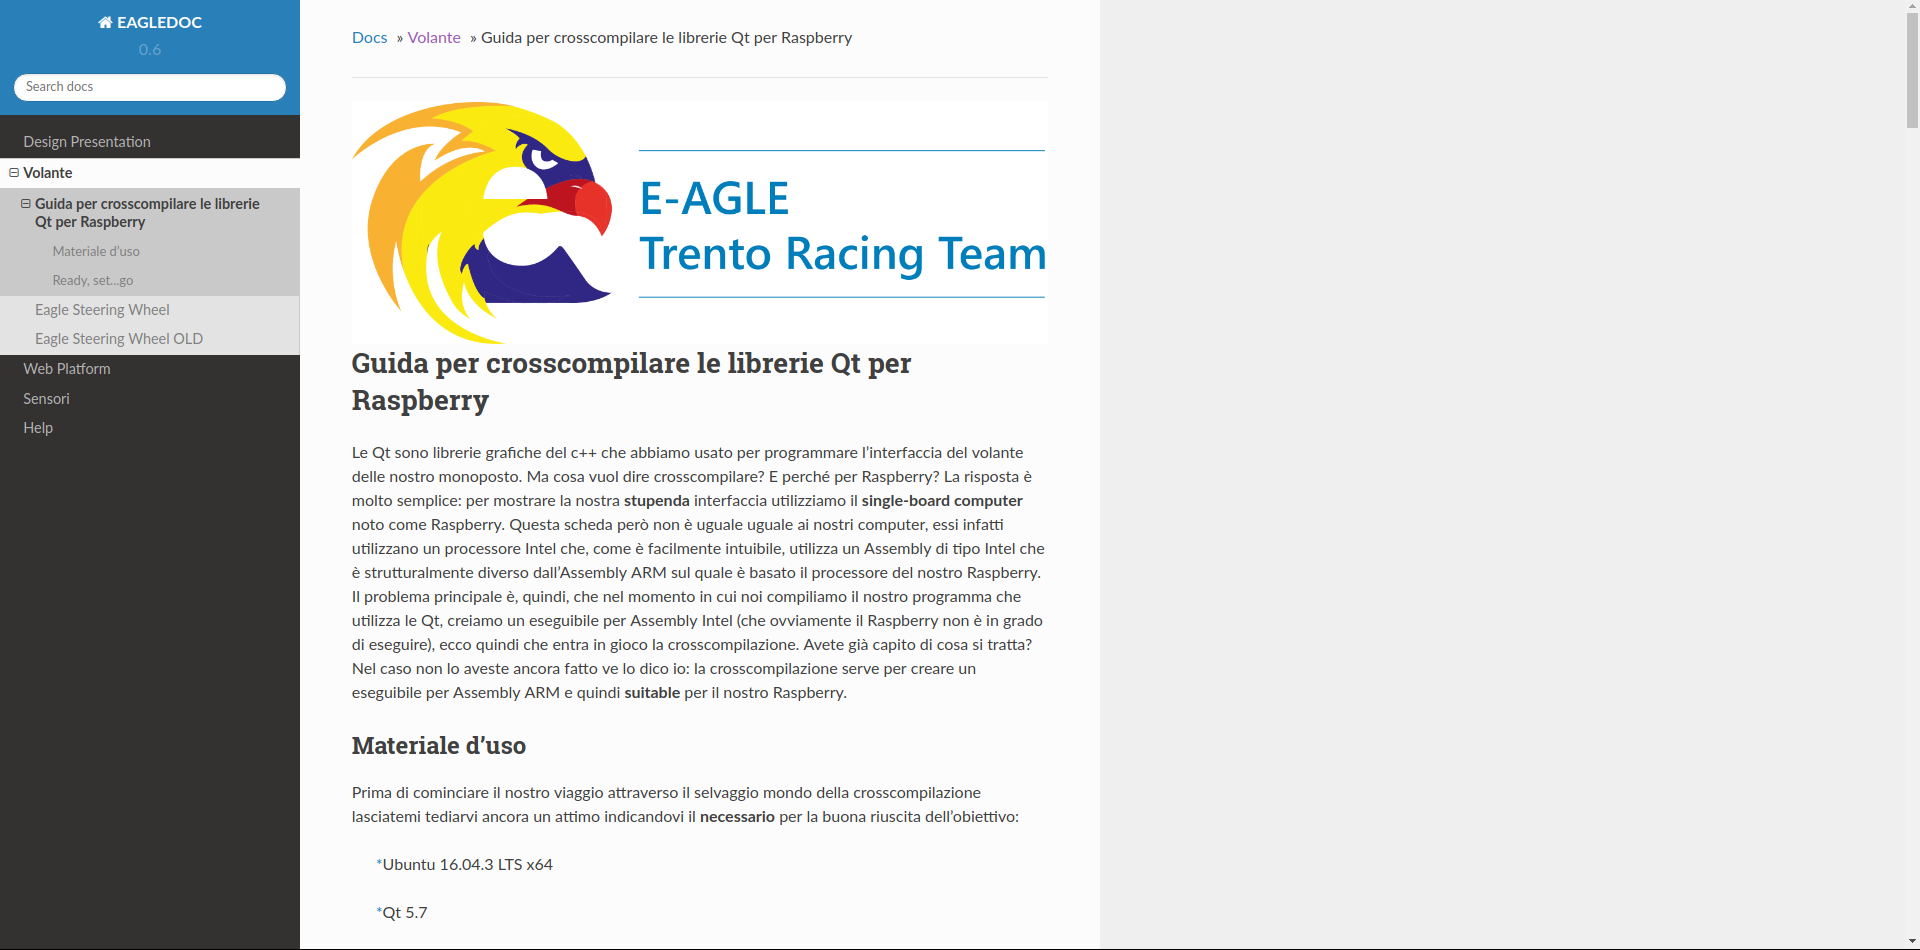 EAGLEDOC
0.6
Search docs
Design Presentation
Volante
Guida per crosscompilare le librerie
Qt per Raspberry
Materiale d’uso
Ready, set...go
Eagle Steering Wheel
Eagle Steering Wheel OLD
Web Platform
Sensori
Help
Docs » Volante » Guida per crosscompilare le librerie Qt per Raspberry
E-AGLE
Trento Racing Team
Guida per crosscompilare le librerie Qt per
Raspberry
Le Qt sono librerie grafiche del c++ che abbiamo usato per programmare l’interfaccia del volante
delle nostro monoposto. Ma cosa vuol dire crosscompilare? E perché per Raspberry? La risposta è
molto semplice: per mostrare la nostra stupenda interfaccia utilizziamo il single-board computer
noto come Raspberry. Questa scheda però non è uguale uguale ai nostri computer, essi infatti
utilizzano un processore Intel che, come è facilmente intuibile, utilizza un Assembly di tipo Intel che
è strutturalmente diverso dall’Assembly ARM sul quale è basato il processore del nostro Raspberry.
Il problema principale è, quindi, che nel momento in cui noi compiliamo il nostro programma che
utilizza le Qt, creiamo un eseguibile per Assembly Intel (che ovviamente il Raspberry non è in grado
di eseguire), ecco quindi che entra in gioco la crosscompilazione. Avete già capito di cosa si tratta?
Nel caso non lo aveste ancora fatto ve lo dico io: la crosscompilazione serve per creare un
eseguibile per Assembly ARM e quindi suitable per il nostro Raspberry.
Materiale d’uso
Prima di cominciare il nostro viaggio attraverso il selvaggio mondo della crosscompilazione
lasciatemi tediarvi ancora un attimo indicandovi il necessario per la buona riuscita dell’obiettivo:
*Ubuntu 16.04.3 LTS x64
*Qt 5.7